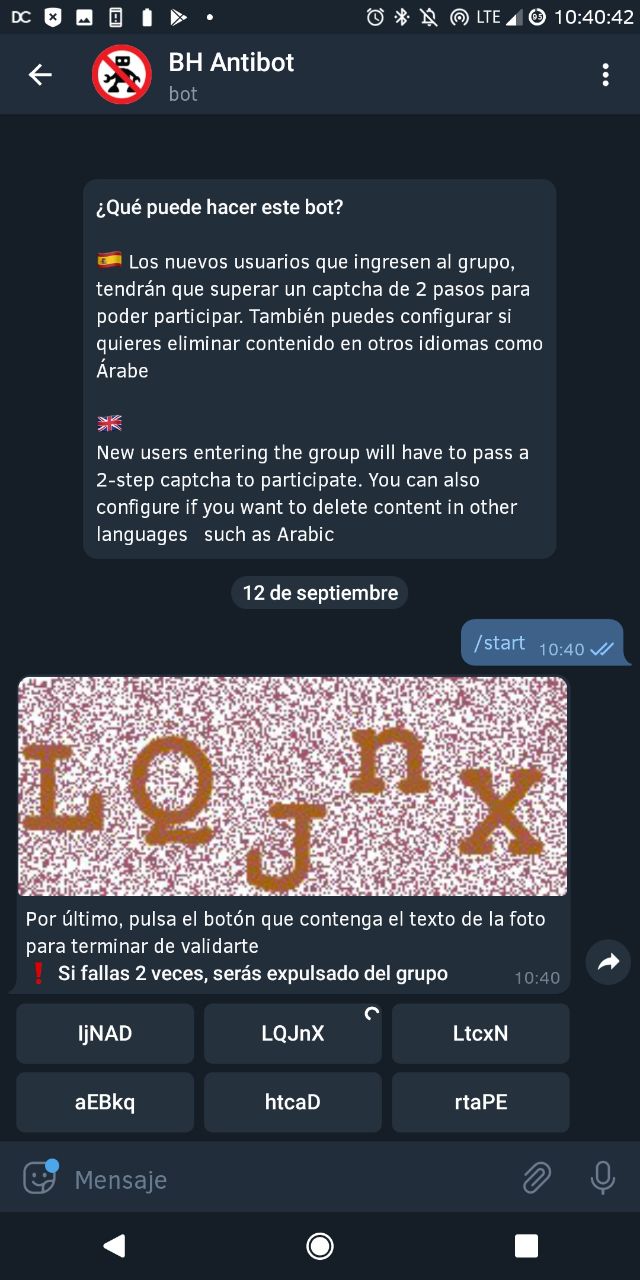 DC LTE 95 10:40:42
BH Antibot
bot
¿Qué puede hacer este bot?
🇪🇸 Los nuevos usuarios que ingresen al grupo,
tendrán que superar un captcha de 2 pasos para
poder participar. También puedes configurar si
quieres eliminar contenido en otros idiomas como
Árabe
🇬🇧
New users entering the group will have to pass a
2-step captcha to participate. You can also
configure if you want to delete content in other
languages   such as Arabic
12 de septiembre
/start 10:40
LQJnX
Por último, pulsa el botón que contenga el texto de la foto
para terminar de validarte
❗ Si fallas 2 veces, serás expulsado del grupo 10:40
IjNAD LQJnX LtcxN
aEBkq htcaD rtaPE
Mensaje